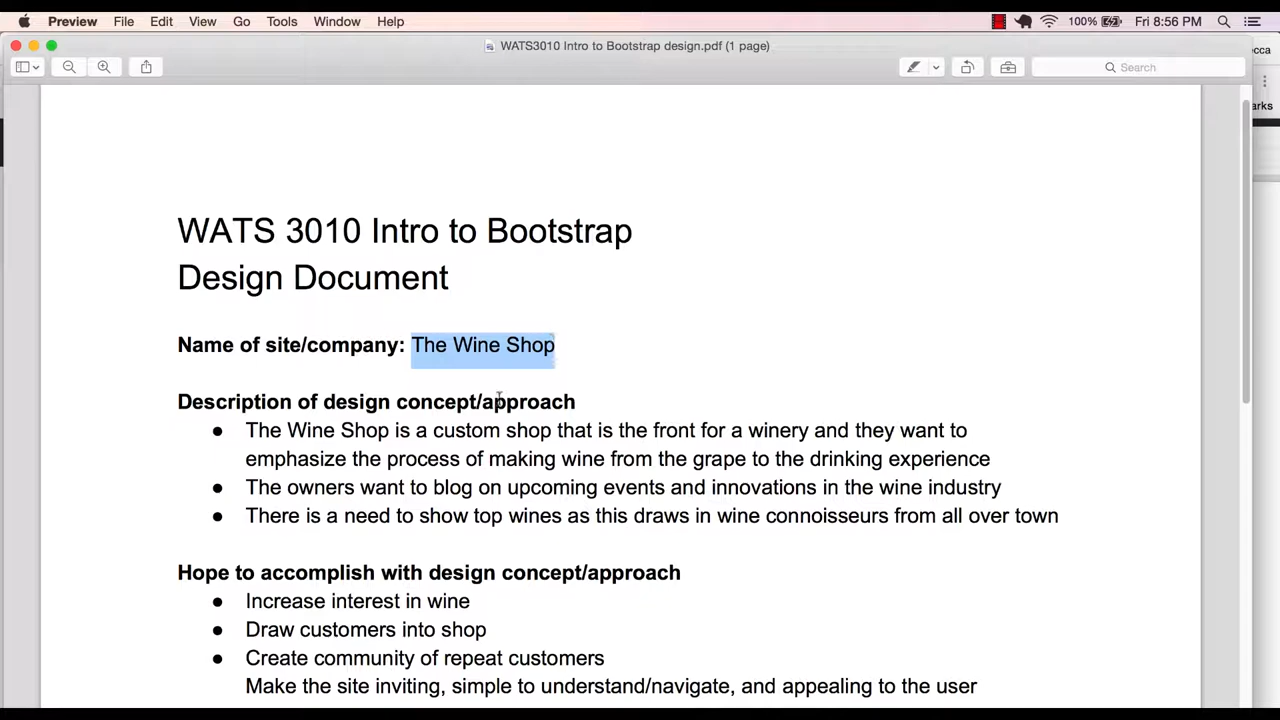 Preview File Edit View Go Tools Window Help 100% Fri 8:56 PM
WATS3010 Intro to Bootstrap design.pdf (1 page)
cca
Search
arks
WATS 3010 Intro to Bootstrap
Design Document
Name of site/company: The Wine Shop
Description of design concept/approach
● The Wine Shop is a custom shop that is the front for a winery and they want to
emphasize the process of making wine from the grape to the drinking experience
● The owners want to blog on upcoming events and innovations in the wine industry
● There is a need to show top wines as this draws in wine connoisseurs from all over town
Hope to accomplish with design concept/approach
● Increase interest in wine
● Draw customers into shop
● Create community of repeat customers
Make the site inviting, simple to understand/navigate, and appealing to the user